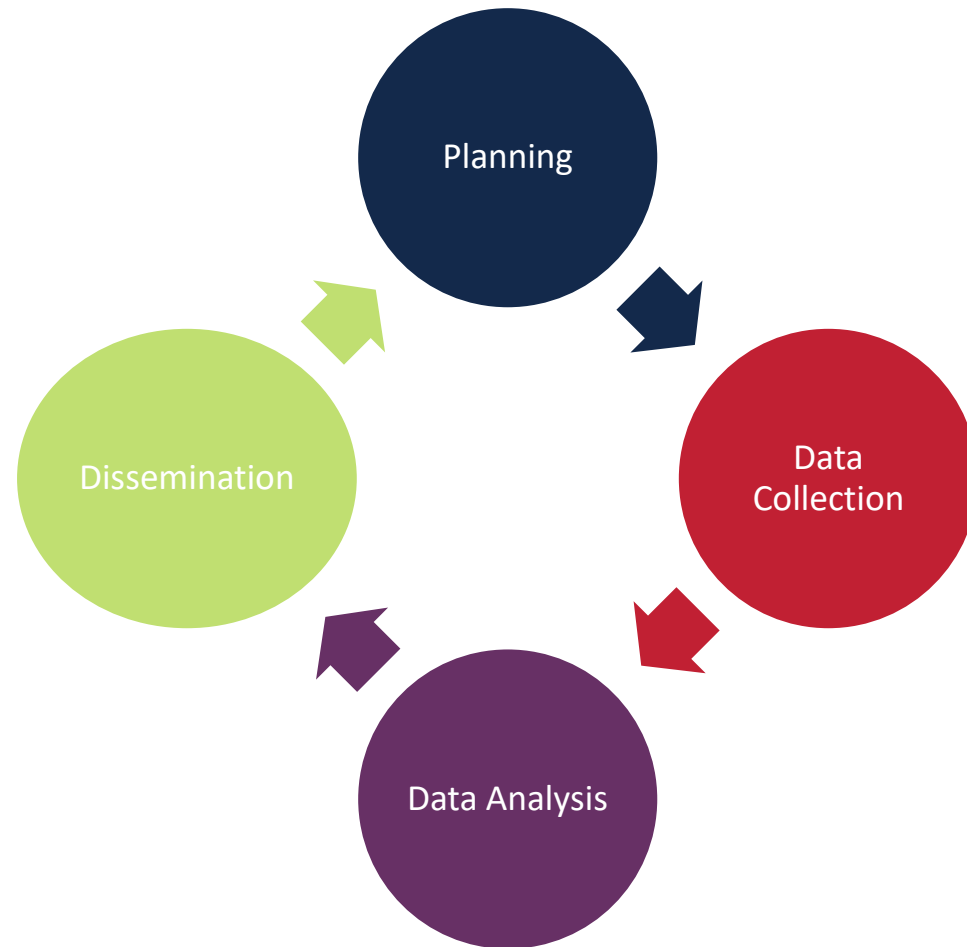 Planning
Data
Collection
Data Analysis
Dissemination